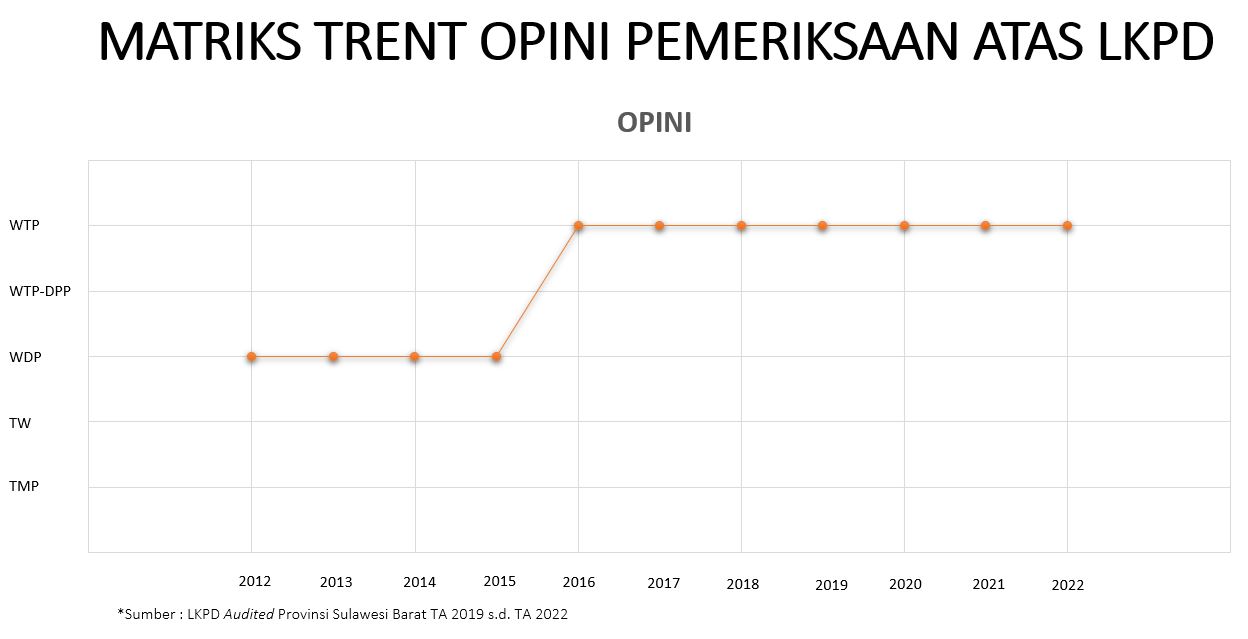 MATRIKS TRENT OPINI PEMERIKSAAN ATAS LKPD
OPINI
WTP
WTP-DPP
WDP
TW
TMP
2012 2013 2014 2015 2016 2017 2018 2019 2020 2021 2022
*Sumber : LKPD Audited Provinsi Sulawesi Barat TA 2019 s.d. TA 2022